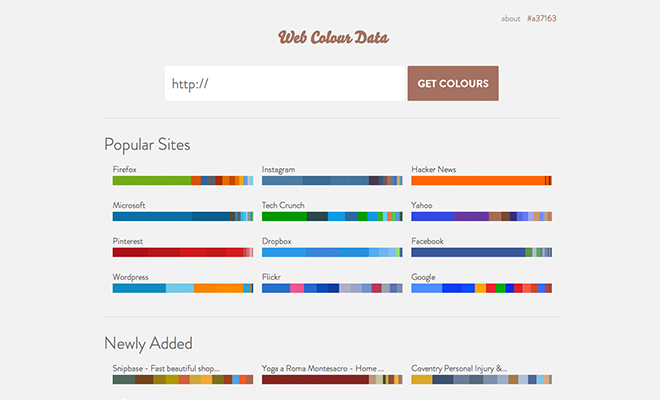 about #a37163
Web Colour Data
http:// GET COLOURS
Popular Sites
Firefox Instagram Hacker News
Microsoft Tech Crunch Yahoo
Pinterest Dropbox Facebook
Wordpress Flickr Google
Newly Added
Snipbase - Fast beautiful shop... Yoga a Roma Montesacro - Home ... Coventry Personal Injury &...